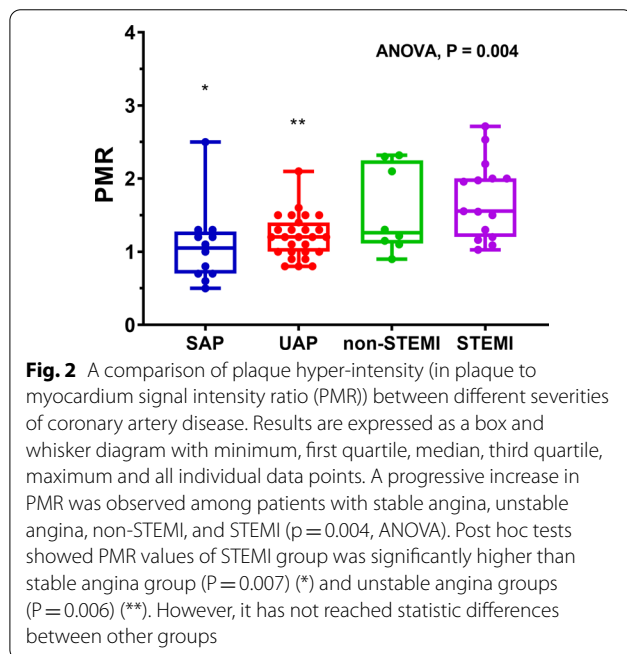 4
ANOVA, P = 0.004
*
**
3
PMR
2
1
0
SAP UAP non-STEMI STEMI
Fig. 2 A comparison of plaque hyper-intensity (in plaque to
myocardium signal intensity ratio (PMR)) between different severities
of coronary artery disease. Results are expressed as a box and
whisker diagram with minimum, first quartile, median, third quartile,
maximum and all individual data points. A progressive increase in
PMR was observed among patients with stable angina, unstable
angina, non-STEMI, and STEMI (p = 0.004, ANOVA). Post hoc tests
showed PMR values of STEMI group was significantly higher than
stable angina group (P = 0.007) (*) and unstable angina groups
(P = 0.006) (**). However, it has not reached statistic differences
between other groups